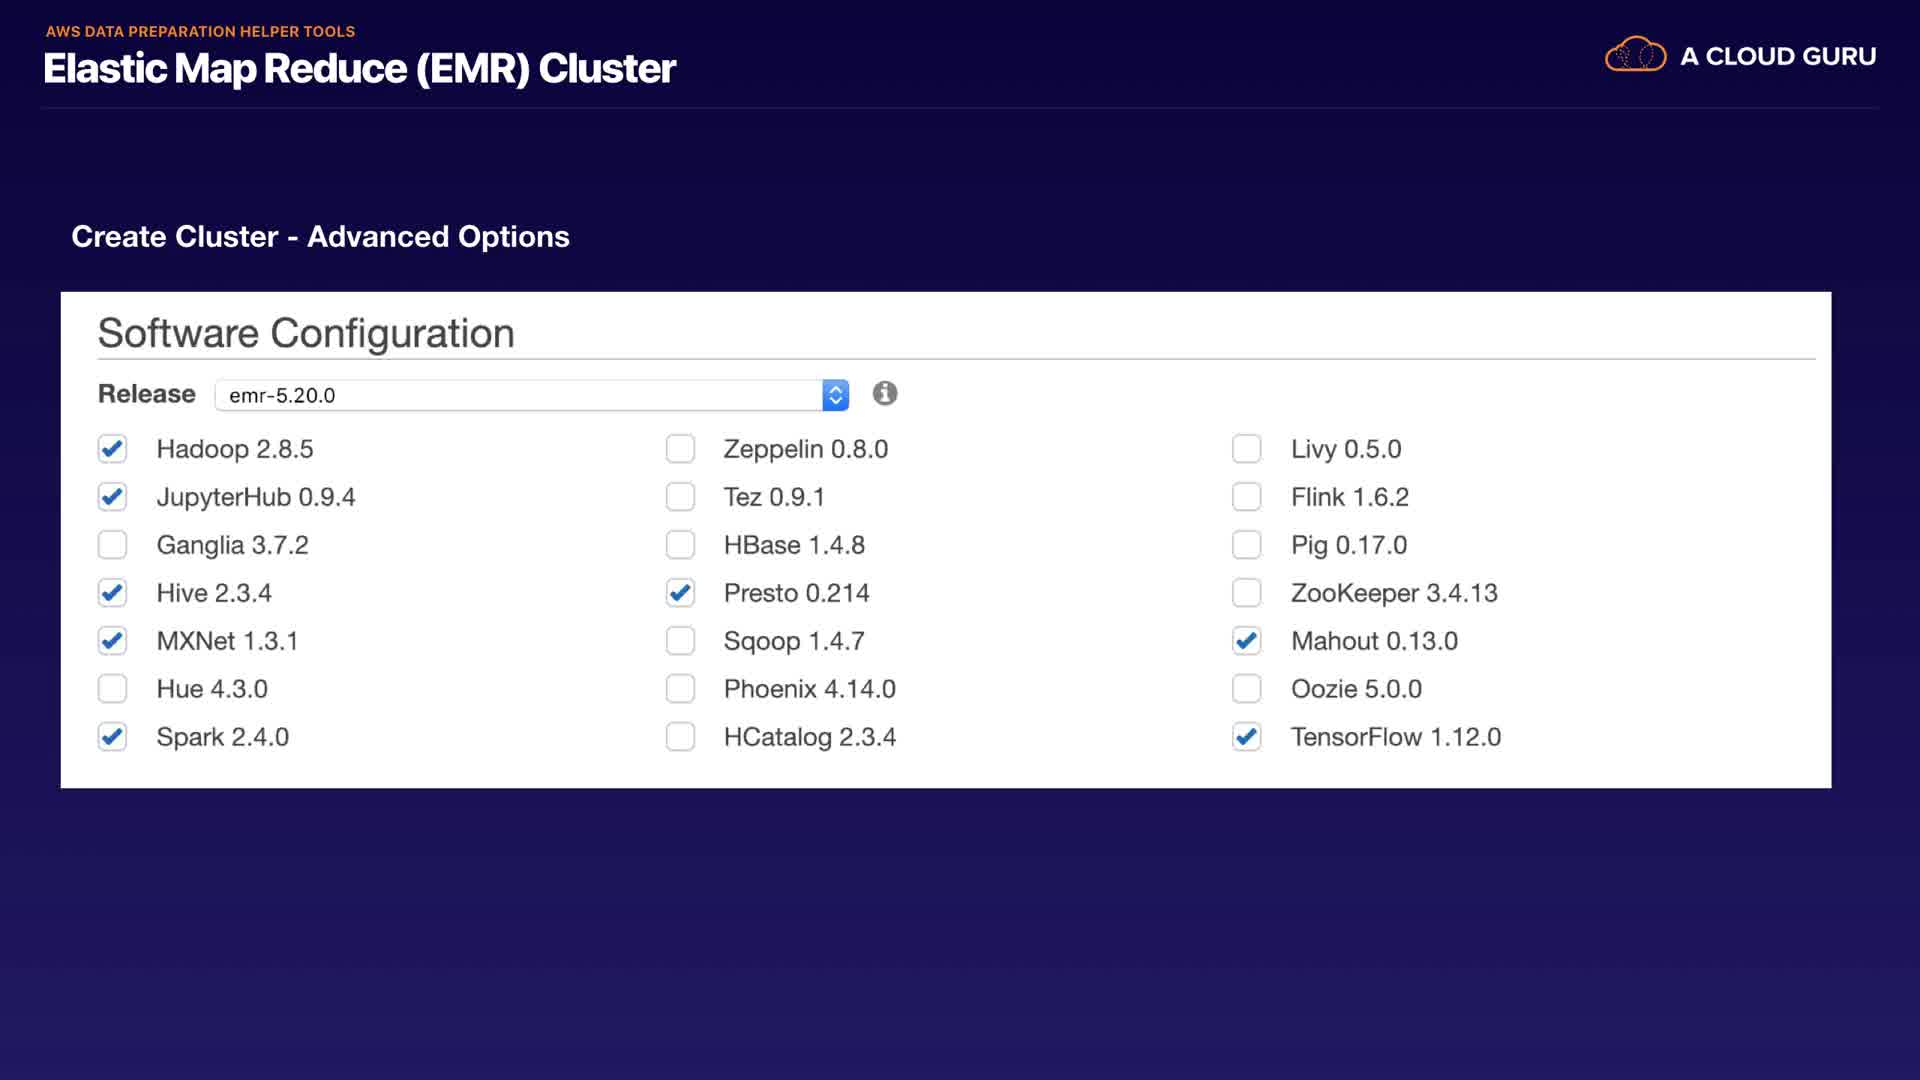 AWS DATA PREPARATION HELPER TOOLS
Elastic Map Reduce (EMR) Cluster
A CLOUD GURU
Create Cluster - Advanced Options
Software Configuration
Release emr-5.20.0
Hadoop 2.8.5 Zeppelin 0.8.0 Livy 0.5.0
JupyterHub 0.9.4 Tez 0.9.1 Flink 1.6.2
Ganglia 3.7.2 HBase 1.4.8 Pig 0.17.0
Hive 2.3.4 Presto 0.214 ZooKeeper 3.4.13
MXNet 1.3.1 Sqoop 1.4.7 Mahout 0.13.0
Hue 4.3.0 Phoenix 4.14.0 Oozie 5.0.0
Spark 2.4.0 HCatalog 2.3.4 TensorFlow 1.12.0